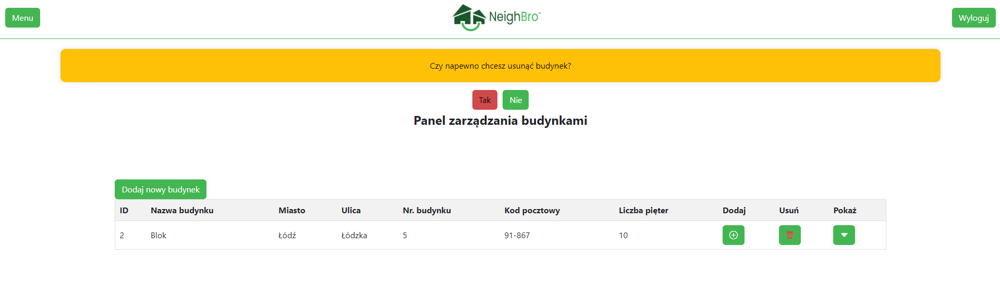 Menu
NeighBro™
Wyloguj
Czy napewno chcesz usunąć budynek?
Tak Nie
Panel zarządzania budynkami
Dodaj nowy budynek
ID Nazwa budynku Miasto Ulica Nr. budynku Kod pocztowy Liczba pięter Dodaj Usuń Pokaż
2 Blok Łódź Łódzka 5 91-867 10